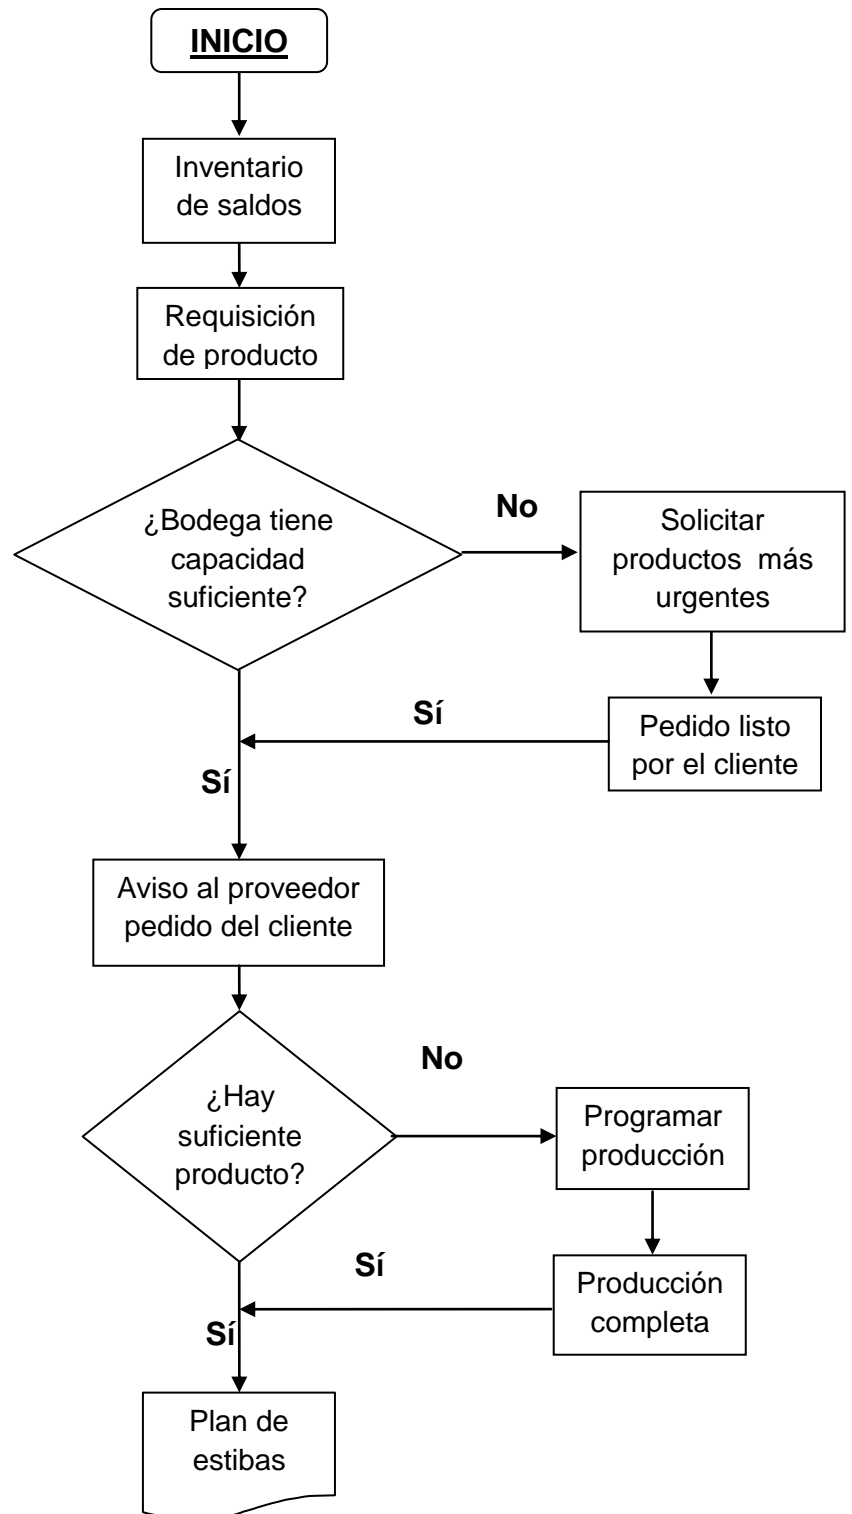 INICIO
Inventario
de saldos
Requisición
de producto
¿Bodega tiene
capacidad
suficiente?
No
Solicitar
productos más
urgentes
Sí
Pedido listo
por el cliente
Sí
Aviso al proveedor
pedido del cliente
¿Hay
suficiente
producto?
No
Programar
producción
Sí
Producción
completa
Sí
Plan de
estibas